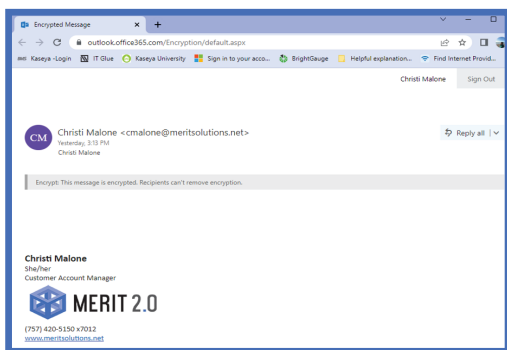 Encrypted Message
outlook.office365.com/Encryption/default.aspx
Kaseya -Login IT Glue Kaseya University Sign in to your acco... BrightGauge Helpful explanation... Find Internet Provid...
Christi Malone Sign Out
CM
Christi Malone <cmalone@meritsolutions.net>
Reply all
Yesterday, 3:13 PM
Christi Malone
Encrypt: This message is encrypted. Recipients can't remove encryption.
Christi Malone
She/her
Customer Account Manager
MERIT 2.0
(757) 420-5150 x7012
www.meritsolutions.net